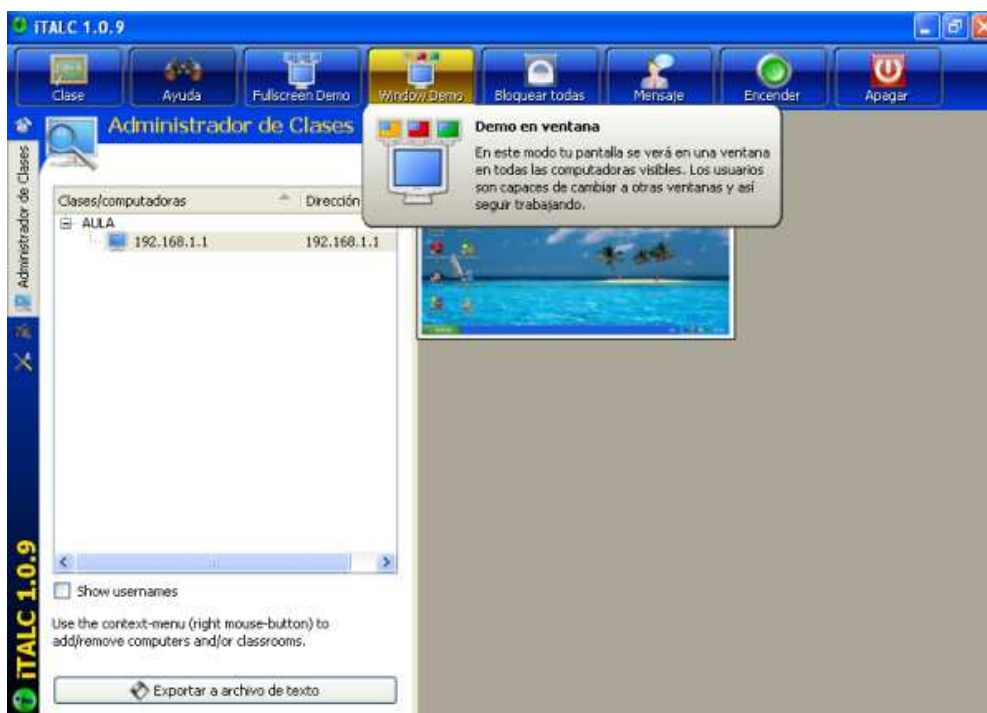 iTALC 1.0.9
Clase
Ayuda
Fullscreen Demo
Window Demo
Bloquear todas
Mensaje
Encender
Apagar
Administrador de Clases
Administrador de Clases
Demo en ventana
En este modo tu pantalla se verá en una ventana
en todas las computadoras visibles. Los usuarios
son capaces de cambiar a otras ventanas y así
seguir trabajando.
Clases/computadoras
Dirección
AULA
192.168.1.1
192.168.1.1
Show usernames
Use the context-menu (right mouse-button) to
add/remove computers and/or classrooms.
Exportar a archivo de texto
iTALC 1.0.9